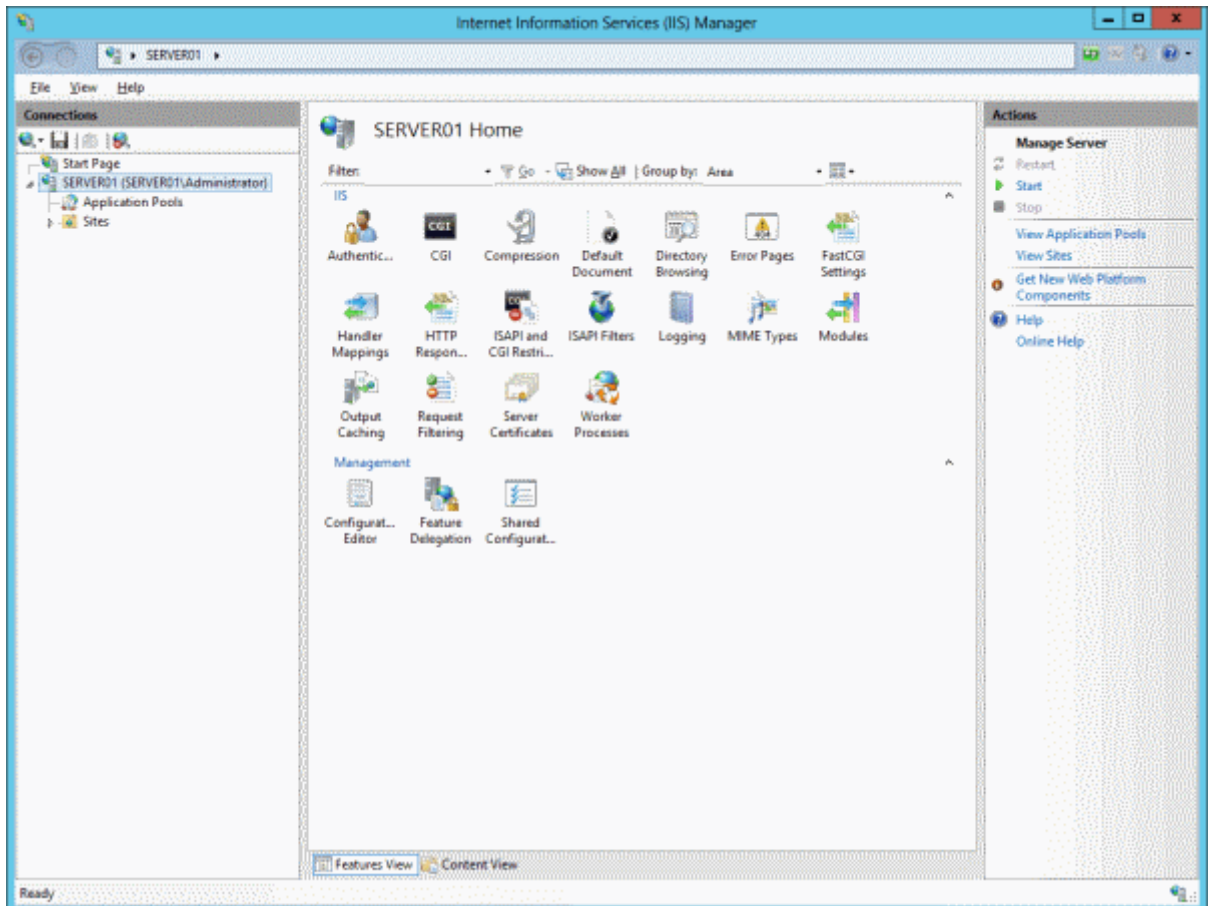 Internet Information Services (IIS) Manager
SERVER01
File View Help
Connections
Start Page
SERVER01 (SERVER01\Administrator)
Application Pools
Sites
SERVER01 Home
Filter: Go Show All Group by: Area
IIS
Authentic... CGI Compression Default Directory Error Pages FastCGI
Document Browsing Settings
Handler HTTP ISAPI and ISAPI Filters Logging MIME Types Modules
Mappings Respon... CGI Restri...
Output Request Server Worker
Caching Filtering Certificates Processes
Management
Configurat... Feature Shared
Editor Delegation Configurat...
Features View Content View
Ready
Actions
Manage Server
Restart
Start
Stop
View Application Pools
View Sites
Get New Web Platform
Components
Help
Online Help